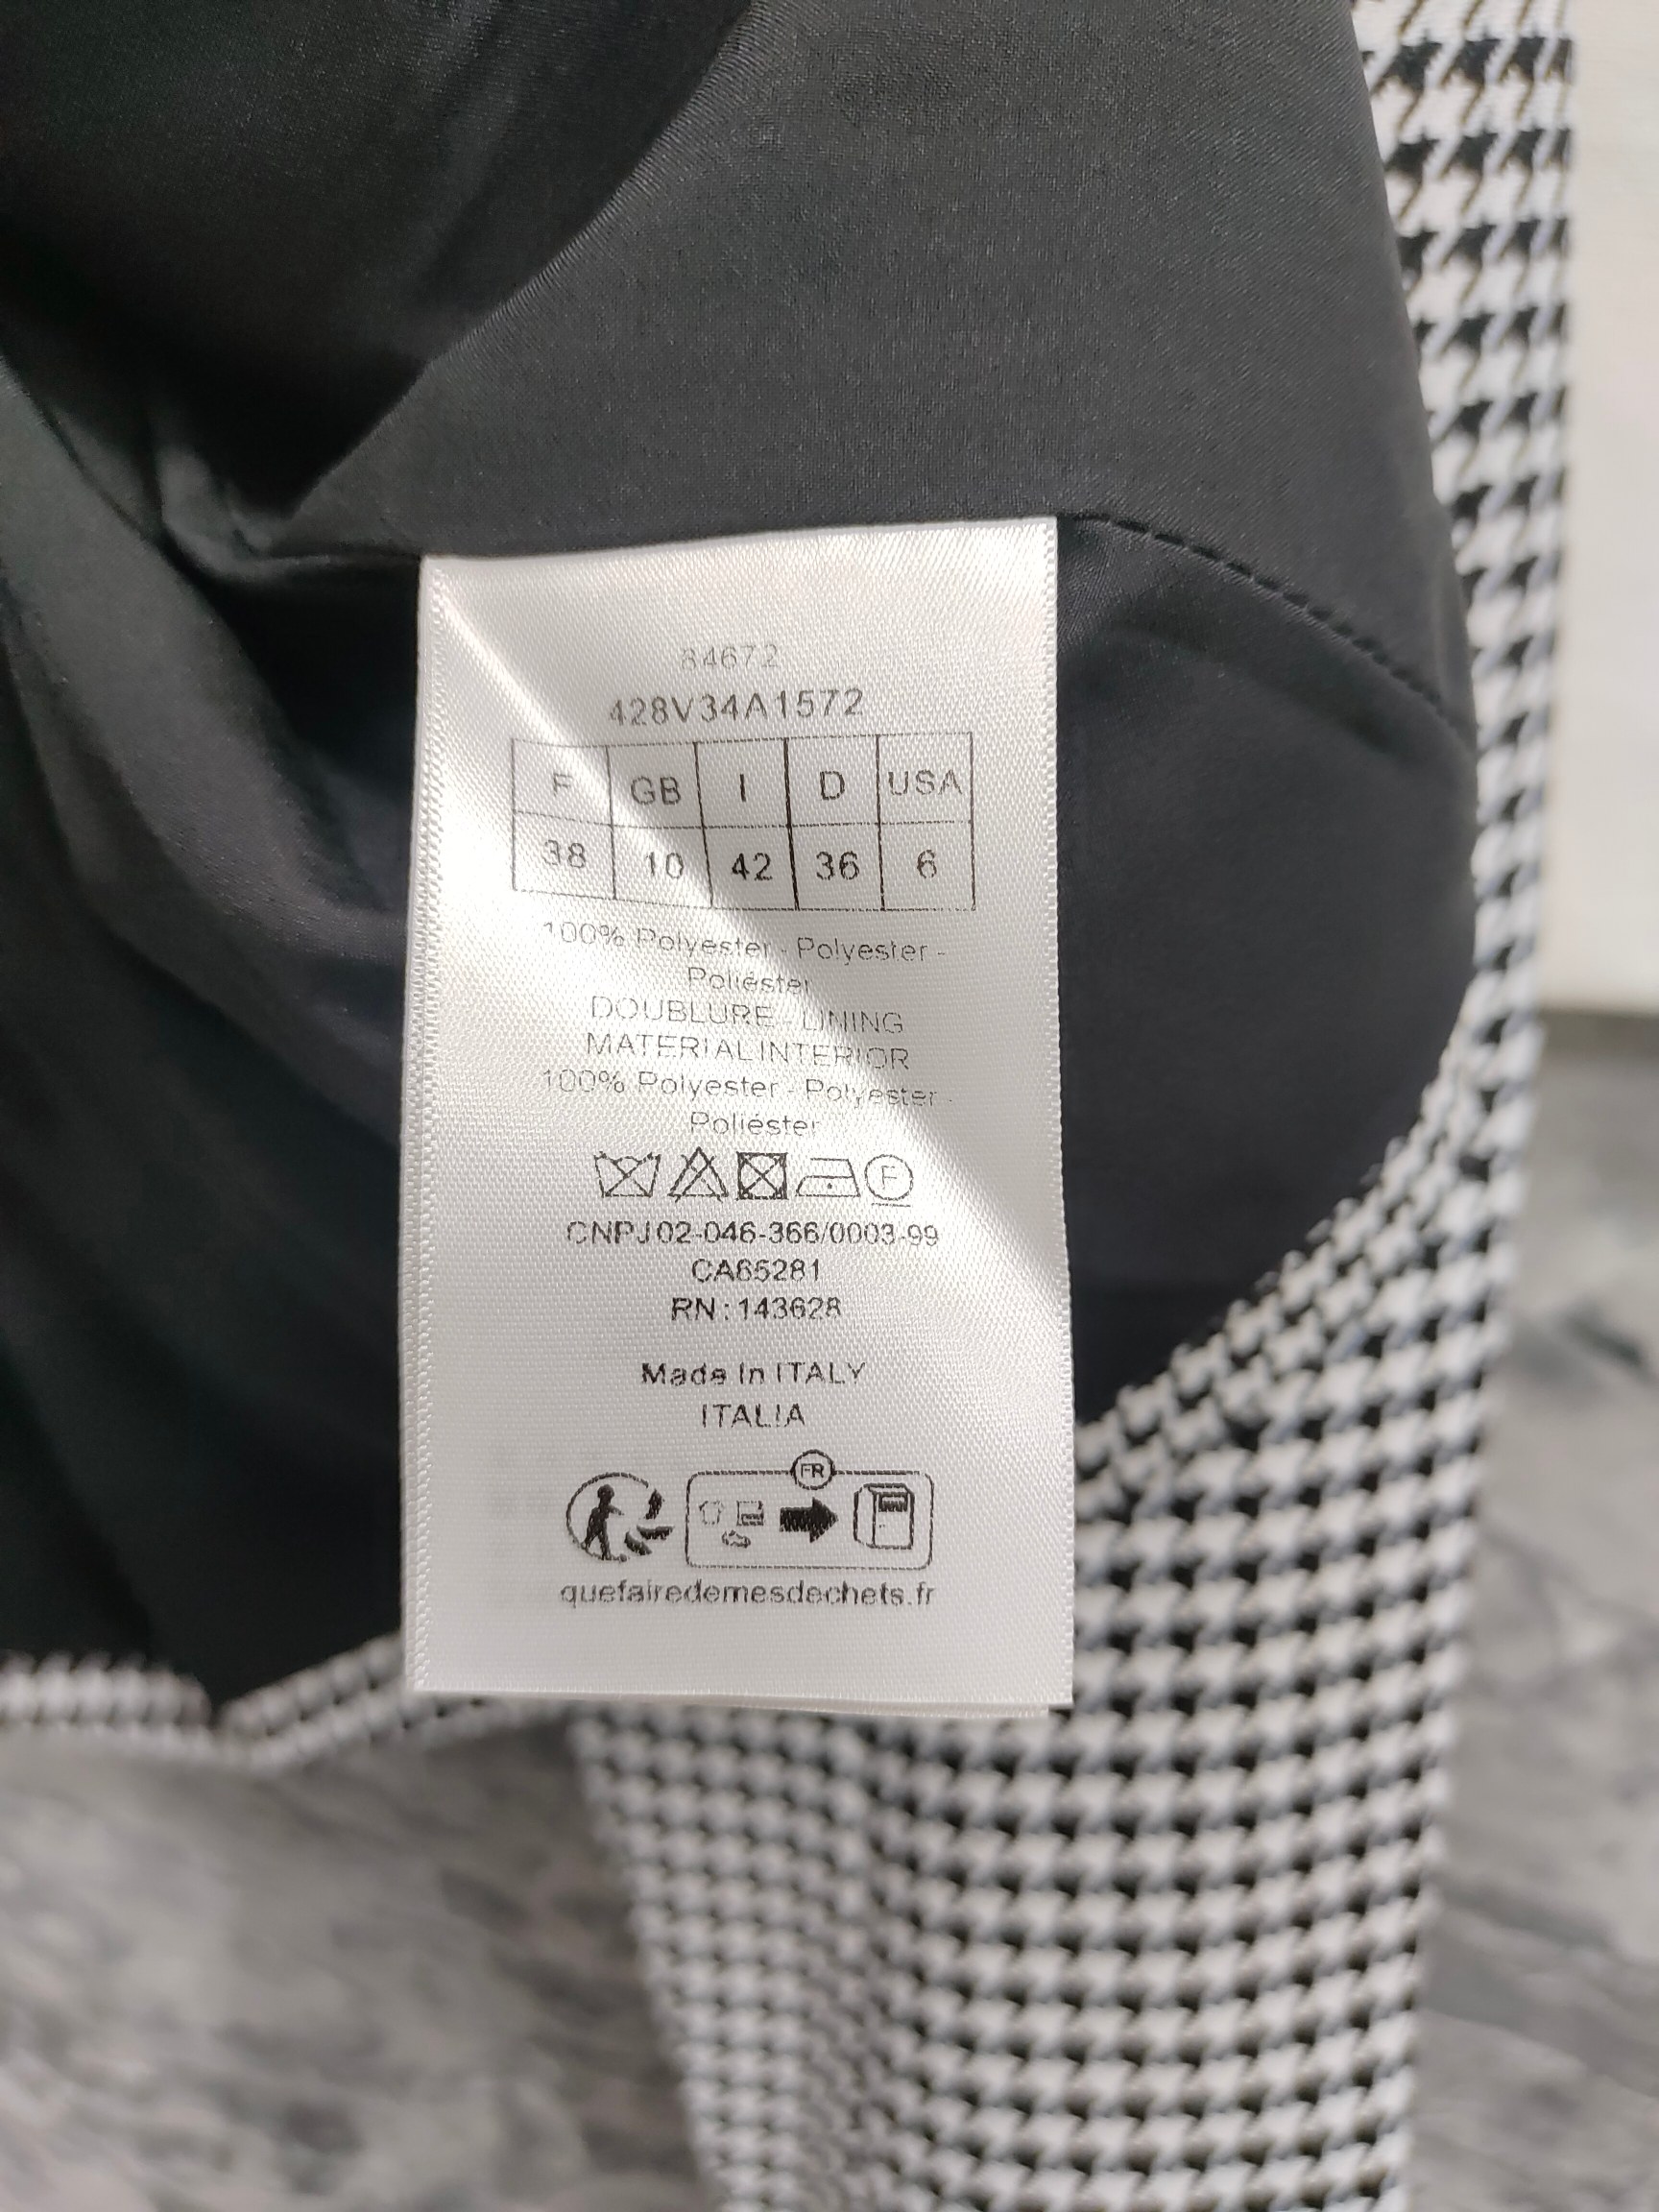 84672
428V34A1572
F GB I D USA
38 10 42 36 6
100% Polyester - Polyester -
Poliéster
DOUBLURE - LINING
MATERIAL INTERIOR
100% Polyester - Polyester -
Poliéster
F
CNPJ 02-046-366/0003-99
CA65281
RN: 143628
Made In ITALY
ITALIA
FR
quefairedemesdechets.fr